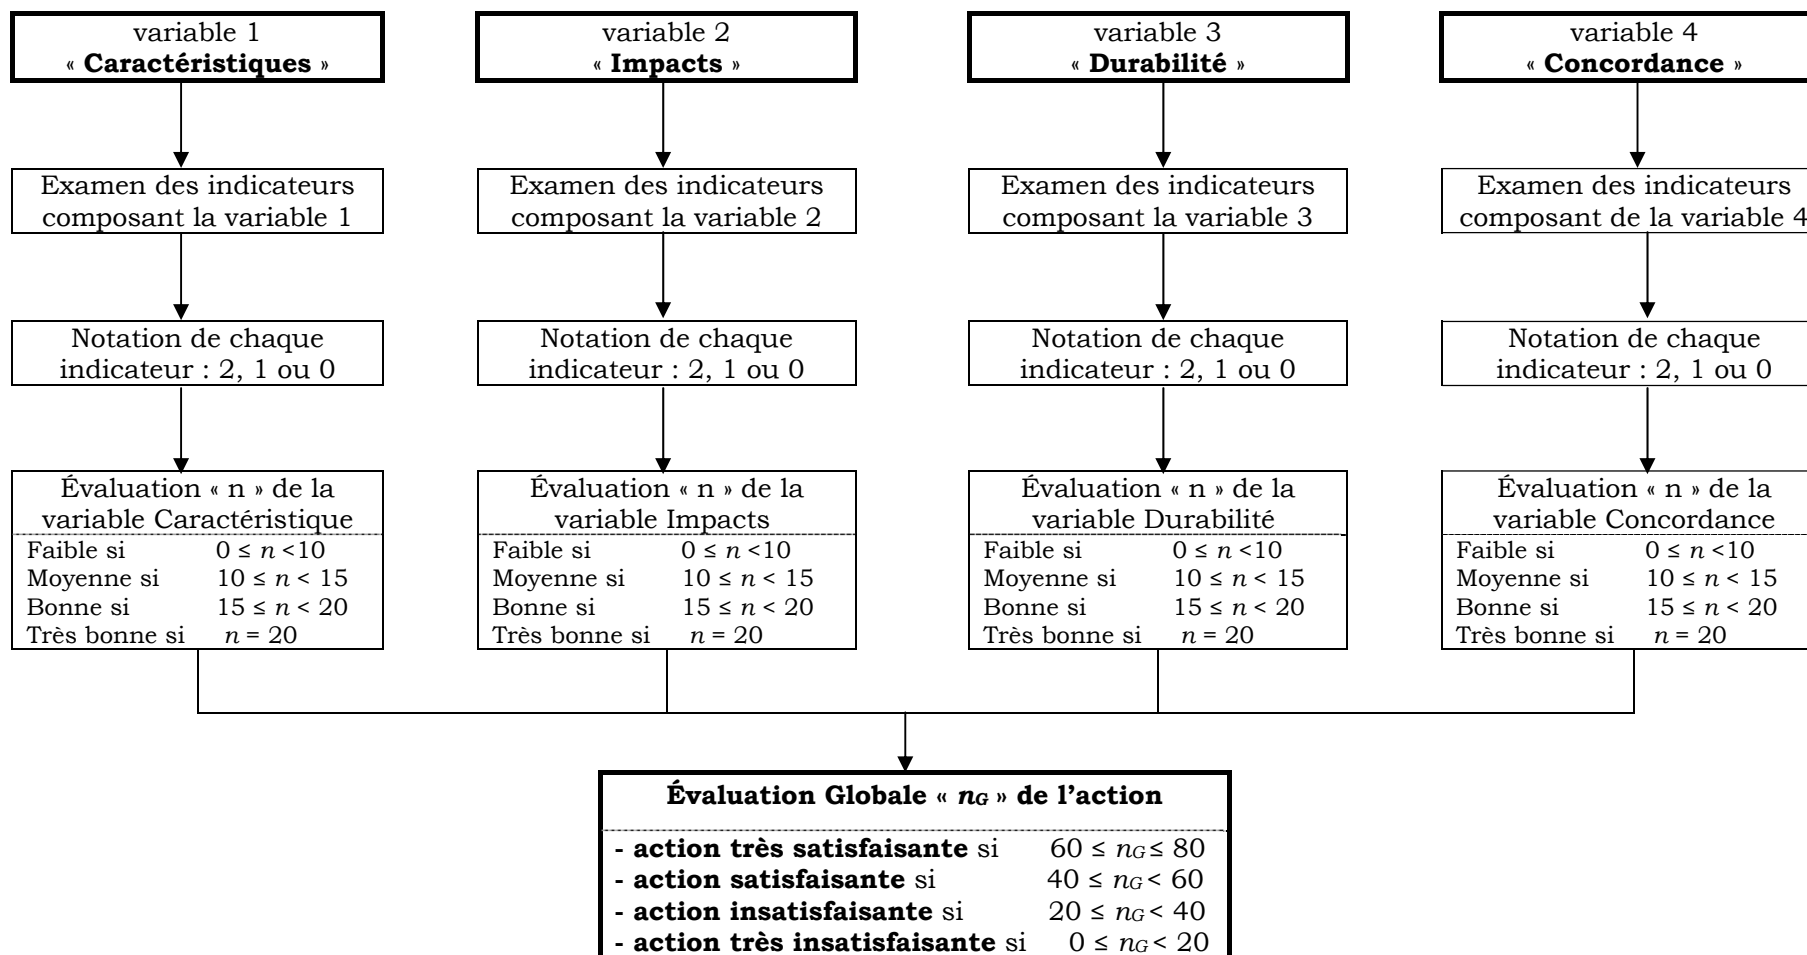 variable 1
« Caractéristiques »
variable 2
« Impacts »
variable 3
« Durabilité »
variable 4
« Concordance »
Examen des indicateurs
composant la variable 1
Examen des indicateurs
composant la variable 2
Examen des indicateurs
composant la variable 3
Examen des indicateurs
composant de la variable 4
Notation de chaque
indicateur : 2, 1 ou 0
Notation de chaque
indicateur : 2, 1 ou 0
Notation de chaque
indicateur : 2, 1 ou 0
Notation de chaque
indicateur : 2, 1 ou 0
Évaluation « n » de la
variable Caractéristique
Faible si 0 ≤ n <10
Moyenne si 10 ≤ n < 15
Bonne si 15 ≤ n < 20
Très bonne si n = 20
Évaluation « n » de la
variable Impacts
Faible si 0 ≤ n <10
Moyenne si 10 ≤ n < 15
Bonne si 15 ≤ n < 20
Très bonne si n = 20
Évaluation « n » de la
variable Durabilité
Faible si 0 ≤ n <10
Moyenne si 10 ≤ n < 15
Bonne si 15 ≤ n < 20
Très bonne si n = 20
Évaluation « n » de la
variable Concordance
Faible si 0 ≤ n <10
Moyenne si 10 ≤ n < 15
Bonne si 15 ≤ n < 20
Très bonne si n = 20
Évaluation Globale « nG » de l’action
- action très satisfaisante si 60 ≤ nG ≤ 80
- action satisfaisante si 40 ≤ nG < 60
- action insatisfaisante si 20 ≤ nG < 40
- action très insatisfaisante si 0 ≤ nG < 20